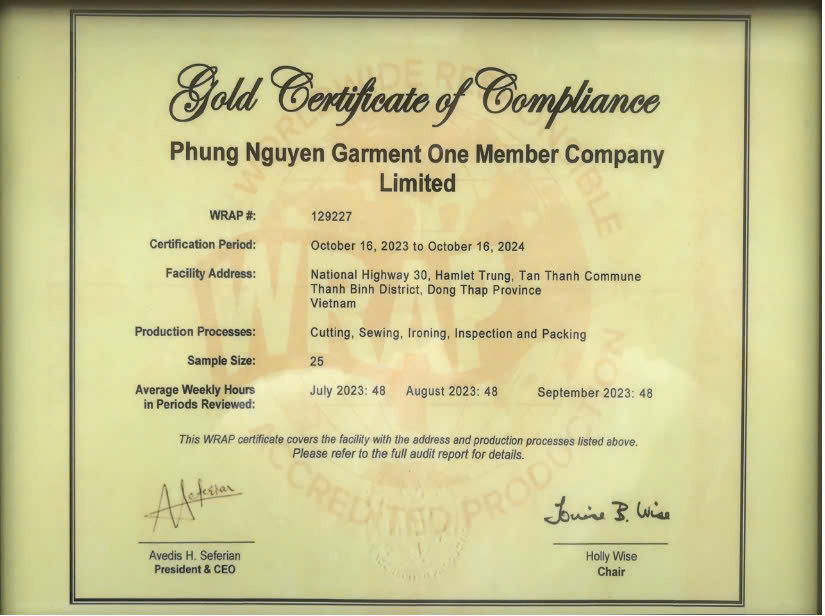 Gold Certificate of Compliance
Phung Nguyen Garment One Member Company
Limited
WRAP #: 129227
Certification Period: October 16, 2023 to October 16, 2024
Facility Address: National Highway 30, Hamlet Trung, Tan Thanh Commune
Thanh Binh District, Dong Thap Province
Vietnam
Production Processes: Cutting, Sewing, Ironing, Inspection and Packing
Sample Size: 25
Average Weekly Hours
in Periods Reviewed: July 2023: 48 August 2023: 48 September 2023: 48
This WRAP certificate covers the facility with the address and production processes listed above.
Please refer to the full audit report for details.
Louise B. Wise
Avedis H. Seferian
President & CEO
Holly Wise
Chair
WRAP
ACCREDITED PRODUCTION